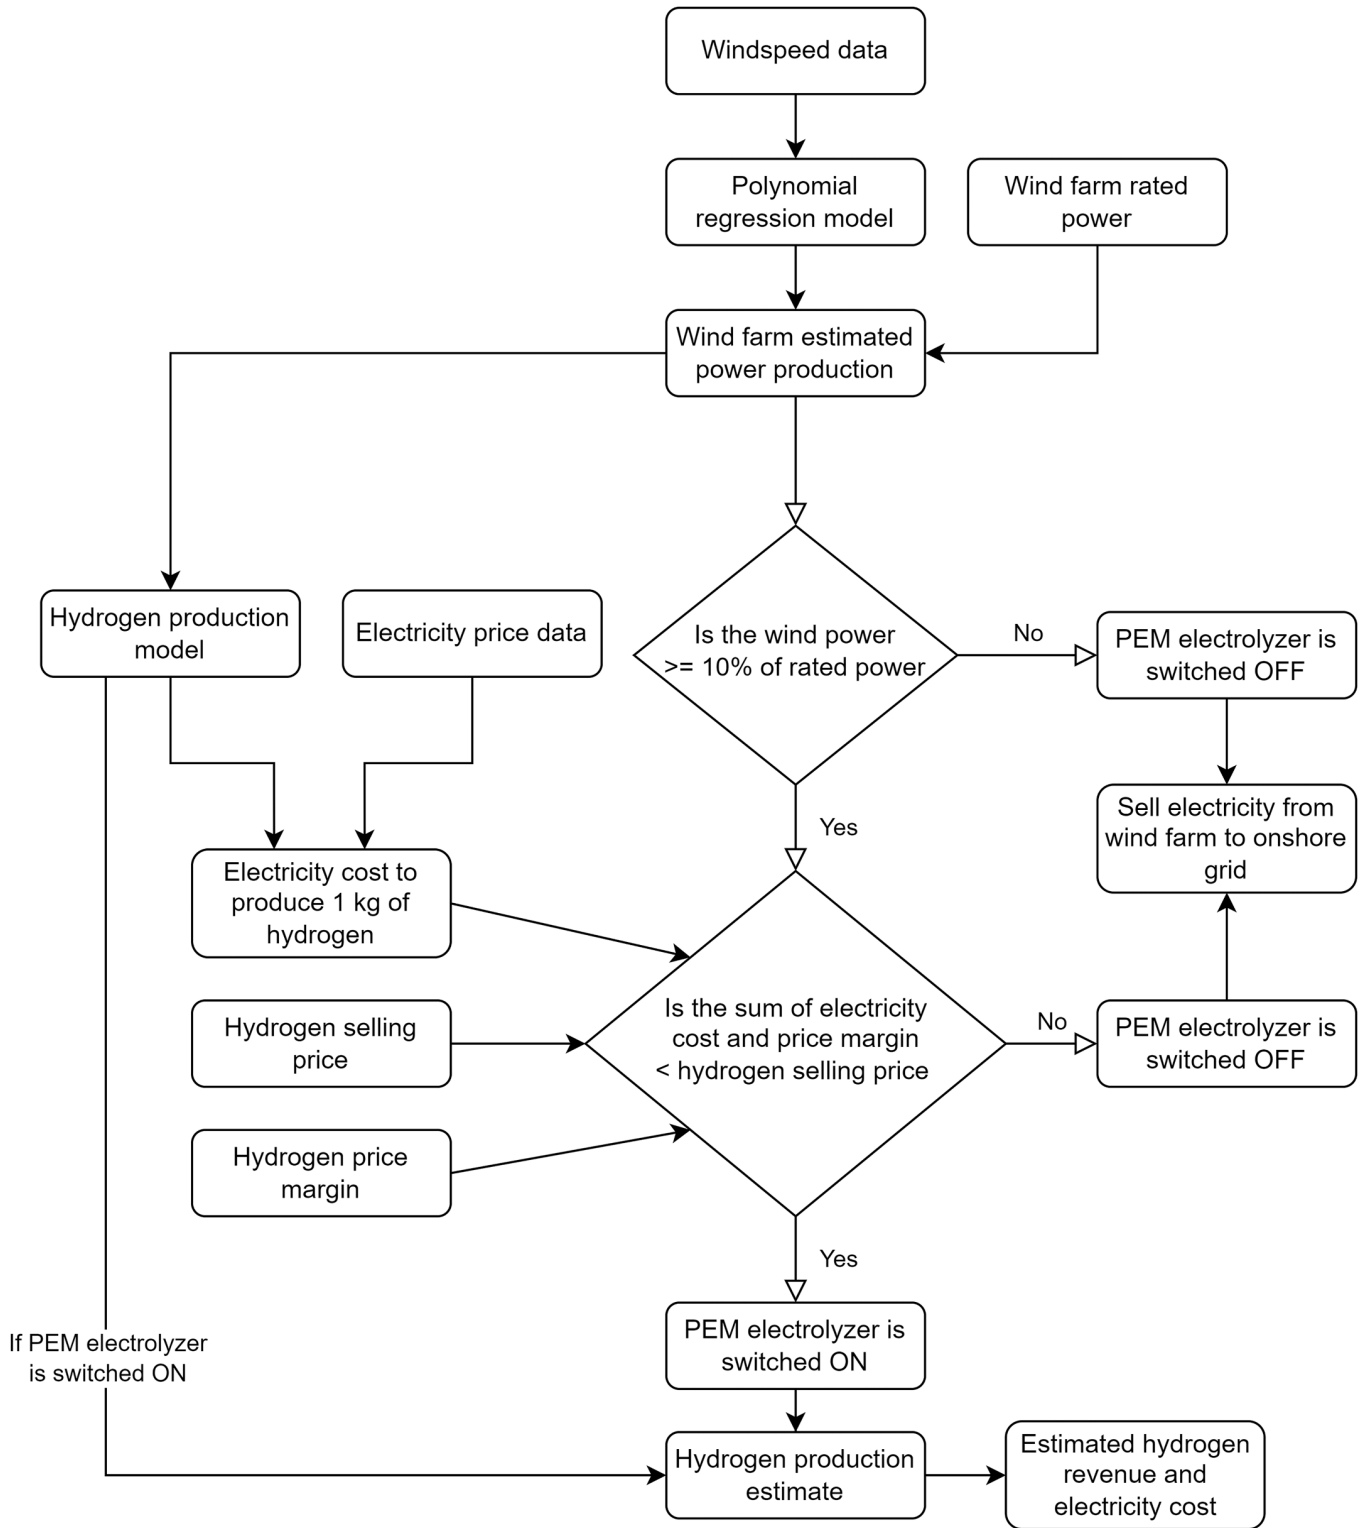 Windspeed data
Polynomial
regression model
Wind farm rated
power
Wind farm estimated
power production
Hydrogen production
model
Electricity price data
Is the wind power
>= 10% of rated power
No
PEM electrolyzer is
switched OFF
Yes
Sell electricity from
wind farm to onshore
grid
Electricity cost to
produce 1 kg of
hydrogen
Hydrogen selling
price
Is the sum of electricity
cost and price margin
< hydrogen selling price
No
PEM electrolyzer is
switched OFF
Hydrogen price
margin
Yes
If PEM electrolyzer
is switched ON
PEM electrolyzer is
switched ON
Hydrogen production
estimate
Estimated hydrogen
revenue and
electricity cost